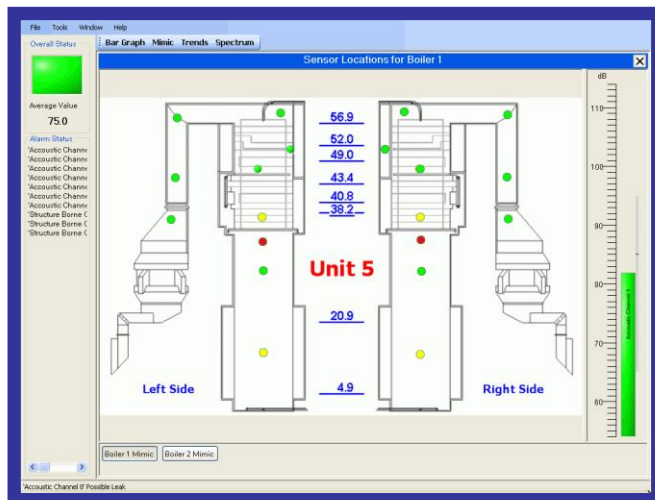 File Tools Window Help
Overall Status
Bar Graph Mimic Trends Spectrum
Sensor Locations for Boiler 1
Average Value
75.0
Alarm Status
'Accoustic Channe
'Accoustic Channe
'Accoustic Channe
'Accoustic Channe
'Accoustic Channe
'Accoustic Channe
'Accoustic Channe
'Structure Borne C
'Structure Borne C
'Structure Borne C
56.9
52.0
49.0
43.4
40.8
38.2
Unit 5
20.9
4.9
Left Side
Right Side
dB
110
100
90
80
70
60
Acoustic Channel 1
Boiler 1 Mimic Boiler 2 Mimic
'Accoustic Channel 8' Possible Leak